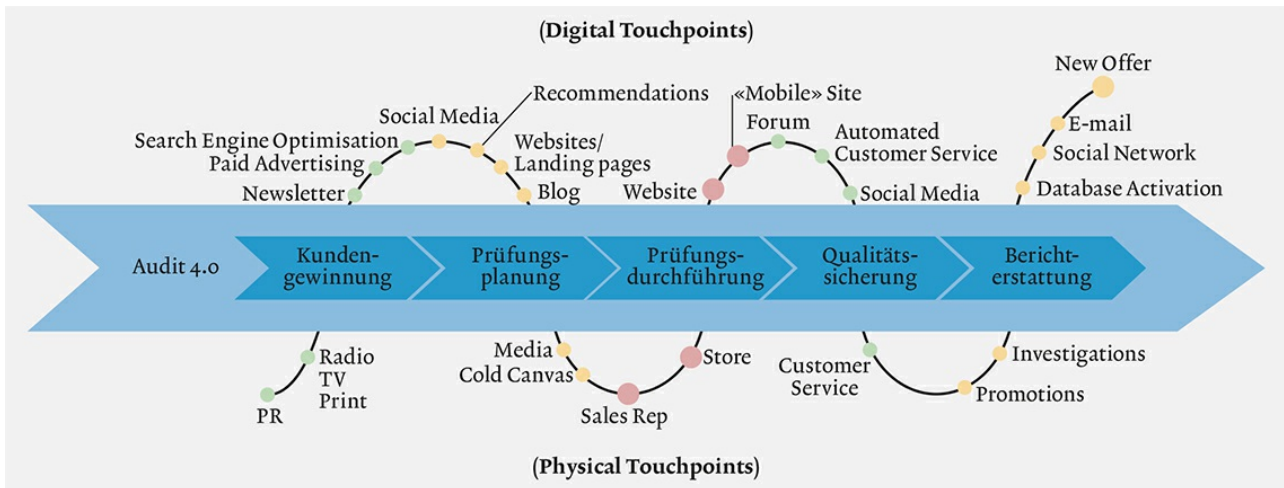 (Digital Touchpoints)
New Offer
Recommendations
«Mobile» Site
Social Media
Forum
E-mail
Search Engine Optimisation
Websites/
Landing pages
Automated
Customer Service
Paid Advertising
Social Network
Newsletter
Blog
Website
Social Media
Database Activation
Audit 4.0
Kunden-
gewinnung
Prüfungs-
planung
Prüfungs-
durchführung
Qualitäts-
sicherung
Bericht-
erstattung
Radio
TV
Print
PR
Media
Cold Canvas
Sales Rep
Store
Customer
Service
Investigations
Promotions
(Physical Touchpoints)